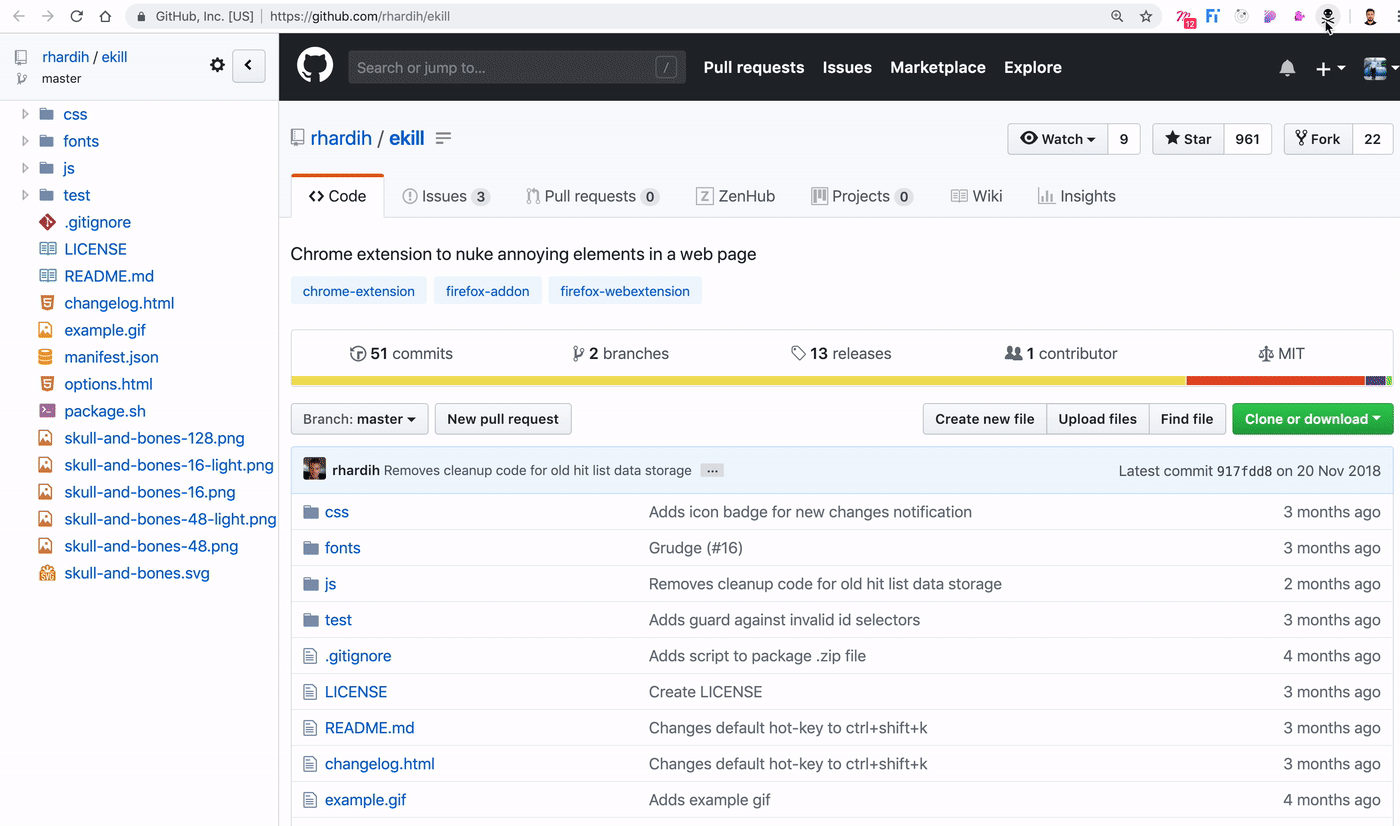 GitHub, Inc. [US] | https://github.com/rhardih/ekill
12
rhardih / ekill
master
css
fonts
js
test
.gitignore
LICENSE
README.md
changelog.html
example.gif
manifest.json
options.html
package.sh
skull-and-bones-128.png
skull-and-bones-16-light.png
skull-and-bones-16.png
skull-and-bones-48-light.png
skull-and-bones-48.png
skull-and-bones.svg
Search or jump to... /
Pull requests Issues Marketplace Explore
rhardih / ekill
Watch 9 Star 961 Fork 22
Code Issues 3 Pull requests 0 ZenHub Projects 0 Wiki Insights
Chrome extension to nuke annoying elements in a web page
chrome-extension firefox-addon firefox-webextension
51 commits 2 branches 13 releases 1 contributor MIT
Branch: master New pull request Create new file Upload files Find file Clone or download
rhardih Removes cleanup code for old hit list data storage ... Latest commit 917fdd8 on 20 Nov 2018
css Adds icon badge for new changes notification 3 months ago
fonts Grudge (#16) 3 months ago
js Removes cleanup code for old hit list data storage 2 months ago
test Adds guard against invalid id selectors 3 months ago
.gitignore Adds script to package .zip file 4 months ago
LICENSE Create LICENSE 3 months ago
README.md Changes default hot-key to ctrl+shift+k 3 months ago
changelog.html Changes default hot-key to ctrl+shift+k 3 months ago
example.gif Adds example gif 4 months ago